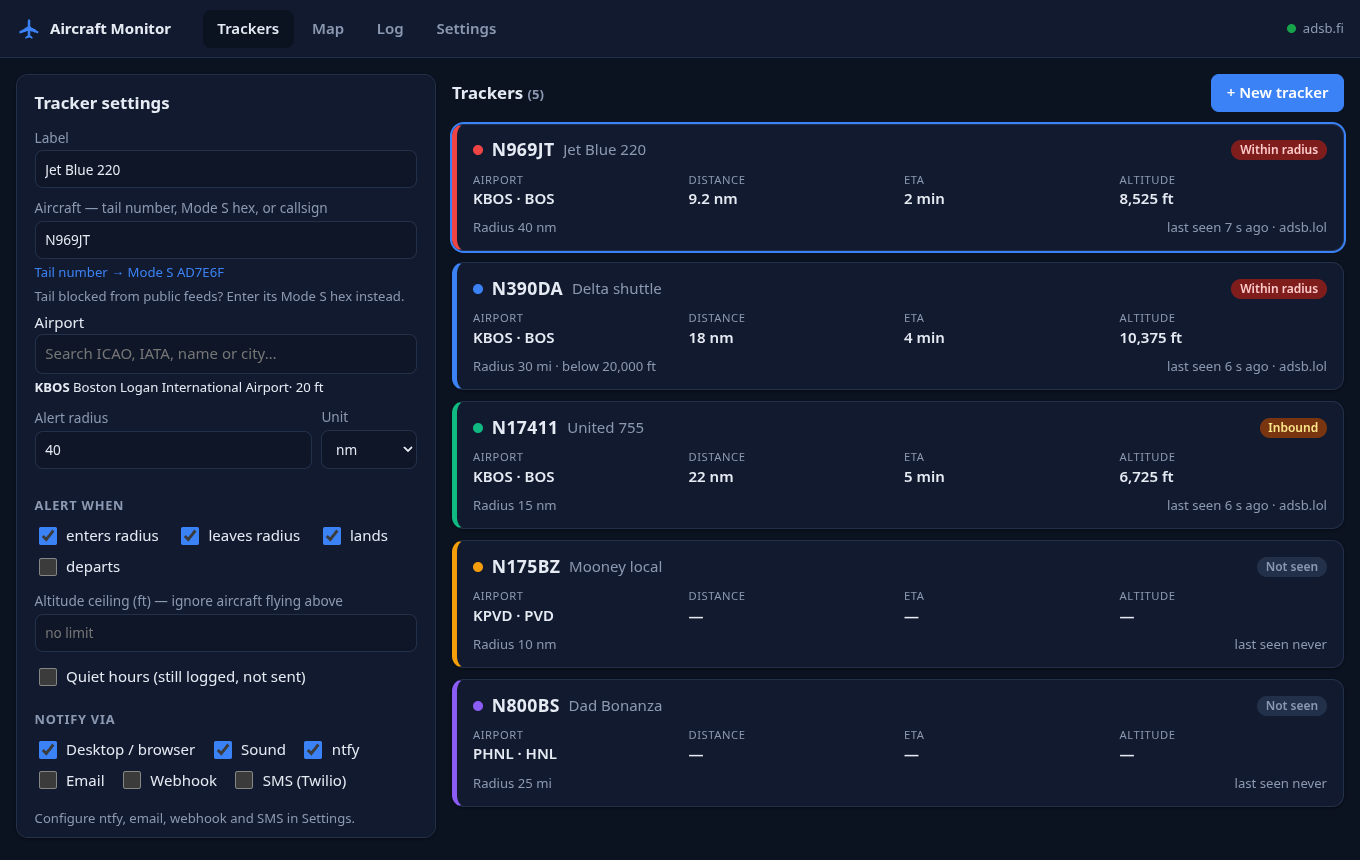 Aircraft Monitor Trackers Map Log Settings adsb.fi
Tracker settings
Label
Jet Blue 220
Aircraft — tail number, Mode S hex, or callsign
N969JT
Tail number → Mode S AD7E6F
Tail blocked from public feeds? Enter its Mode S hex instead.
Airport
Search ICAO, IATA, name or city...
KBOS Boston Logan International Airport· 20 ft
Alert radius Unit
40 nm
ALERT WHEN
enters radius leaves radius lands
departs
Altitude ceiling (ft) — ignore aircraft flying above
no limit
Quiet hours (still logged, not sent)
NOTIFY VIA
Desktop / browser Sound ntfy
Email Webhook SMS (Twilio)
Configure ntfy, email, webhook and SMS in Settings.
Trackers (5) + New tracker
N969JT Jet Blue 220 Within radius
AIRPORT DISTANCE ETA ALTITUDE
KBOS · BOS 9.2 nm 2 min 8,525 ft
Radius 40 nm last seen 7 s ago · adsb.lol
N390DA Delta shuttle Within radius
AIRPORT DISTANCE ETA ALTITUDE
KBOS · BOS 18 nm 4 min 10,375 ft
Radius 30 mi · below 20,000 ft last seen 6 s ago · adsb.lol
N17411 United 755 Inbound
AIRPORT DISTANCE ETA ALTITUDE
KBOS · BOS 22 nm 5 min 6,725 ft
Radius 15 nm last seen 6 s ago · adsb.lol
N175BZ Mooney local Not seen
AIRPORT DISTANCE ETA ALTITUDE
KPVD · PVD — — —
Radius 10 nm last seen never
N800BS Dad Bonanza Not seen
AIRPORT DISTANCE ETA ALTITUDE
PHNL · HNL — — —
Radius 25 mi last seen never